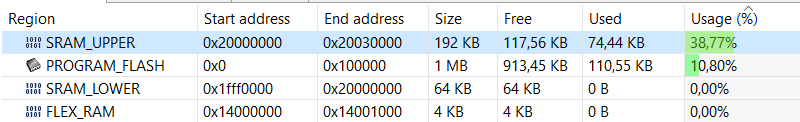 Region Start address End address Size Free Used Usage (%)
SRAM_UPPER 0x20000000 0x20030000 192 KB 117,56 KB 74,44 KB 38,77%
PROGRAM_FLASH 0x0 0x100000 1 MB 913,45 KB 110,55 KB 10,80%
SRAM_LOWER 0x1fff0000 0x20000000 64 KB 64 KB 0 B 0,00%
FLEX_RAM 0x14000000 0x14001000 4 KB 4 KB 0 B 0,00%